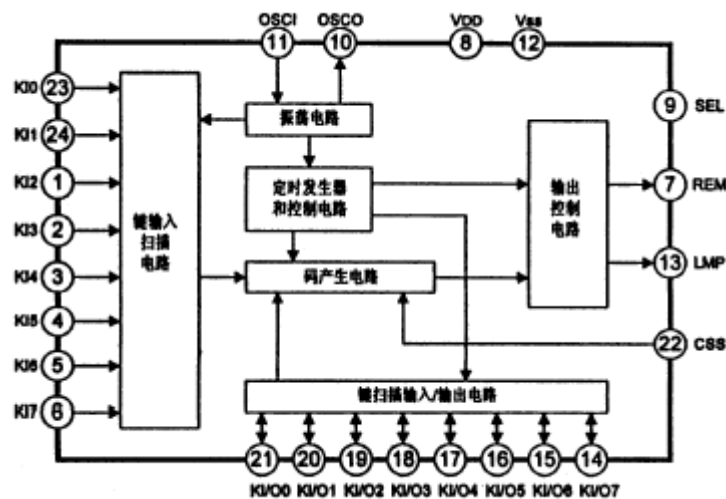 OSCI OSCO VDD Vss
11 10 8 12
KI0 23
KI1 24
KI2 1
KI3 2
KI4 3
KI5 4
KI6 5
KI7 6
键输入
扫描
电路
振荡电路
定时发生器
和控制电路
码产生电路
输出
控制
电路
9 SEL
7 REM
13 LMP
22 CSS
键扫描输入/输出电路
21 20 19 18 17 16 15 14
KI/O0 KI/O1 KI/O2 KI/O3 KI/O4 KI/O5 KI/O6 KI/O7